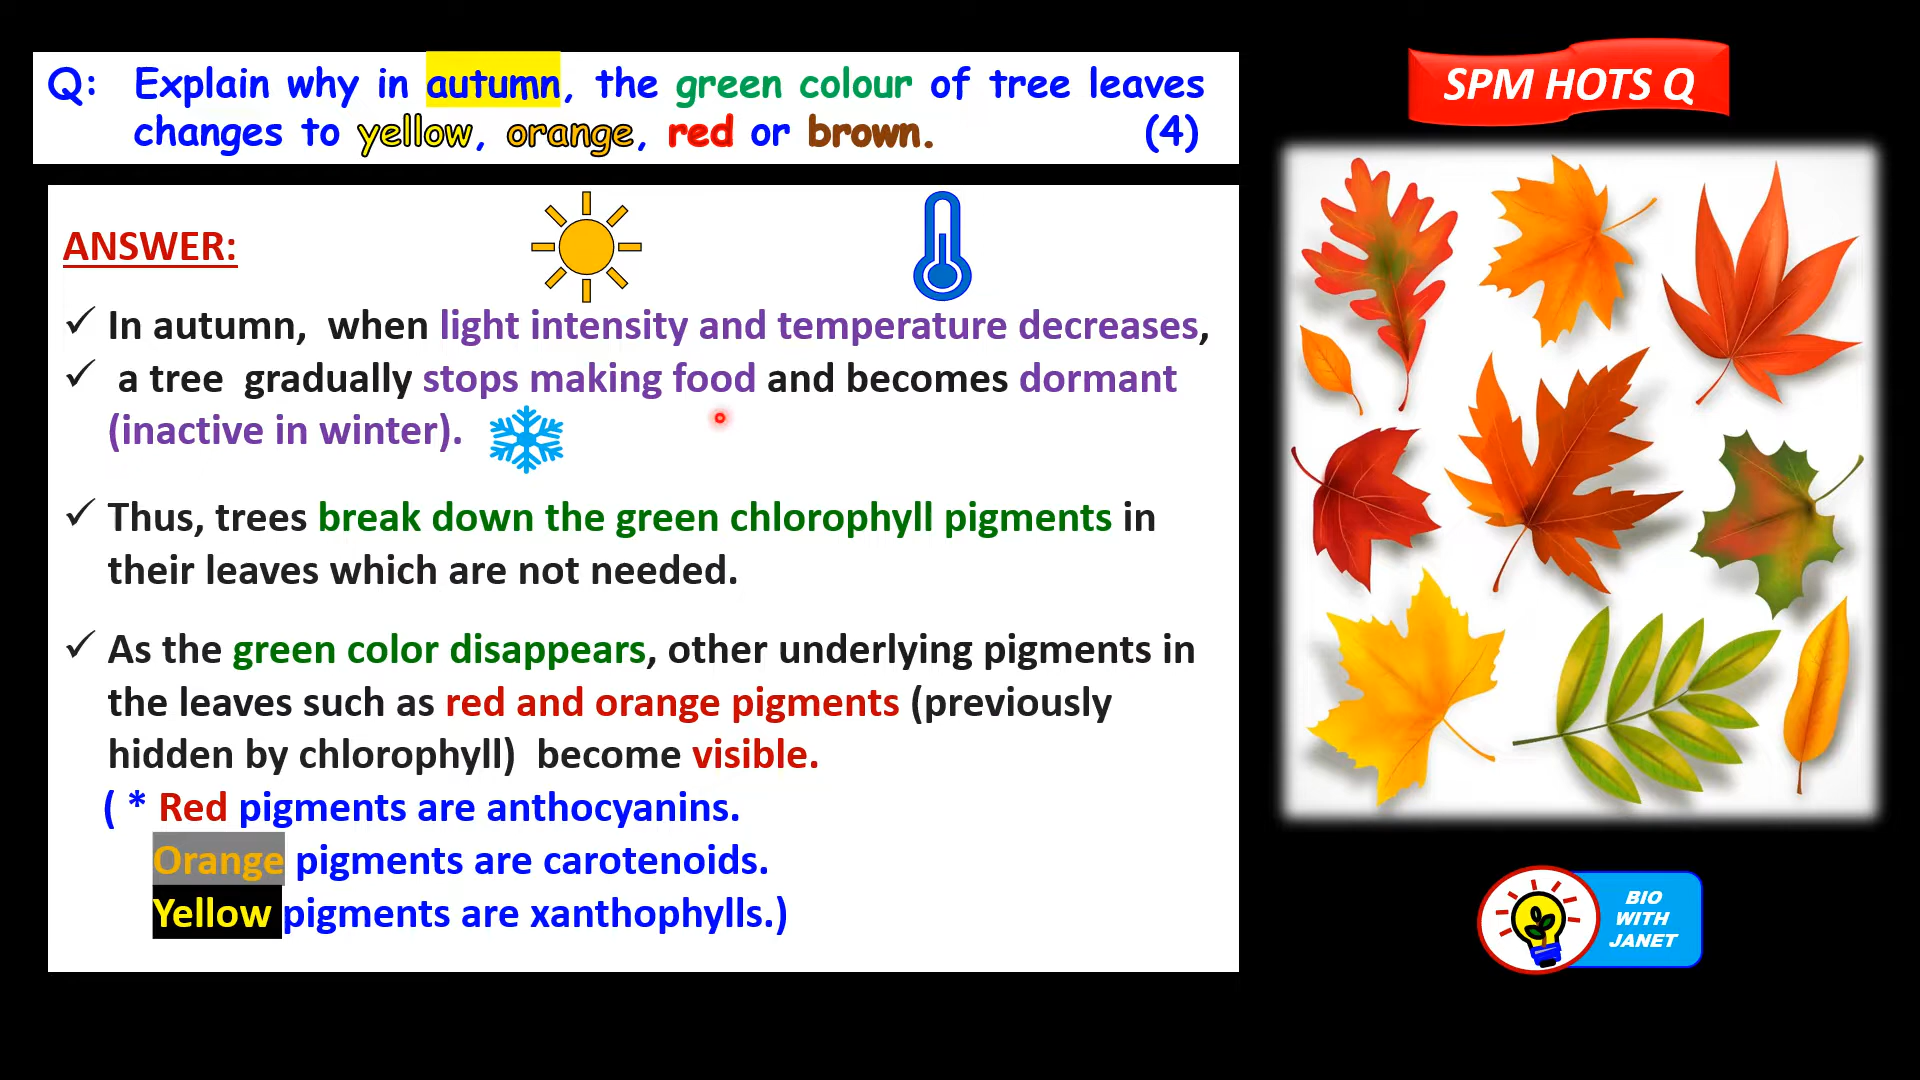 Q: Explain why in autumn, the green colour of tree leaves
changes to yellow, orange, red or brown. (4)
SPM HOTS Q
ANSWER:
✓ In autumn, when light intensity and temperature decreases,
✓ a tree gradually stops making food and becomes dormant
(inactive in winter).
✓ Thus, trees break down the green chlorophyll pigments in
their leaves which are not needed.
✓ As the green color disappears, other underlying pigments in
the leaves such as red and orange pigments (previously
hidden by chlorophyll) become visible.
( * Red pigments are anthocyanins.
Orange pigments are carotenoids.
Yellow pigments are xanthophylls.)
BIO
WITH
JANET